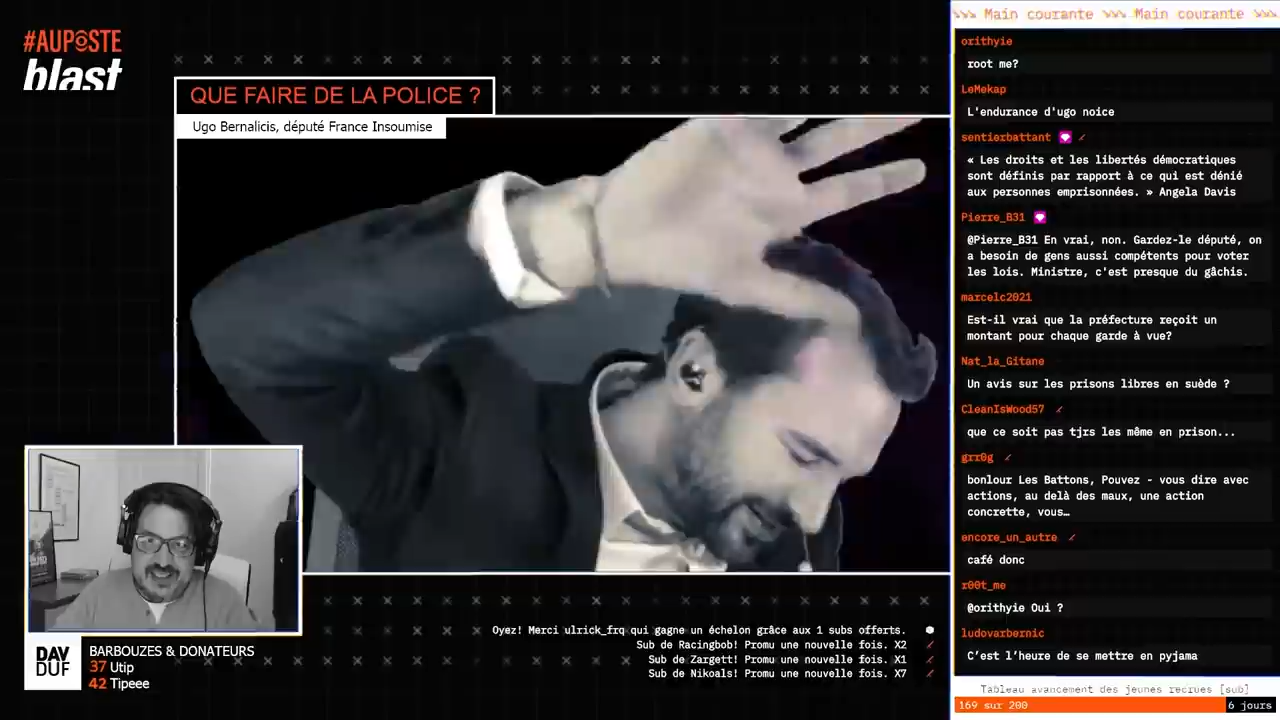 #AUPOSTE
blast
QUE FAIRE DE LA POLICE ?
Ugo Bernalicis, député France Insoumise
DAV
DUF
BARBOUZES & DONATEURS
37 Utip
42 Tipeee
Oyez! Merci ulrick_frq qui gagne un échelon grâce aux 1 subs offerts.
Sub de Racingbob! Promu une nouvelle fois. X2
Sub de Zargett! Promu une nouvelle fois. X1
Sub de Nikoals! Promu une nouvelle fois. X7
Main courante Main courante
orithyie
root me?
LeMekap
L'endurance d'ugo noice
sentierbattant
« Les droits et les libertés démocratiques
sont définis par rapport à ce qui est dénié
aux personnes emprisonnées. » Angela Davis
Pierre_B31
@Pierre_B31 En vrai, non. Gardez-le député, on
a besoin de gens aussi compétents pour voter
les lois. Ministre, c'est presque du gâchis.
marcelc2021
Est-il vrai que la préfecture reçoit un
montant pour chaque garde à vue?
Nat_la_Gitane
Un avis sur les prisons libres en suède ?
CleanIsWood57
que ce soit pas tjrs les même en prison...
grr0g
bonlour Les Battons, Pouvez - vous dire avec
actions, au delà des maux, une action
concrette, vous…
encore_un_autre
café donc
r00t_me
@orithyie Oui ?
ludovarbernic
C’est l’heure de se mettre en pyjama
Tableau avancement des jeunes recrues [sub]
169 sur 200
6 jours